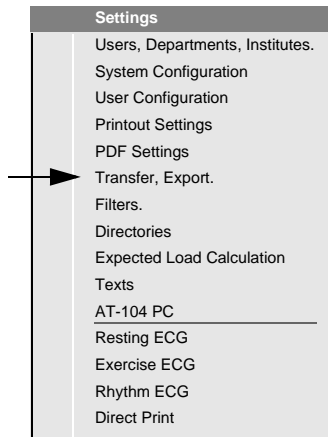 Settings
Users, Departments, Institutes.
System Configuration
User Configuration
Printout Settings
PDF Settings
Transfer, Export.
Filters.
Directories
Expected Load Calculation
Texts
AT-104 PC
Resting ECG
Exercise ECG
Rhythm ECG
Direct Print